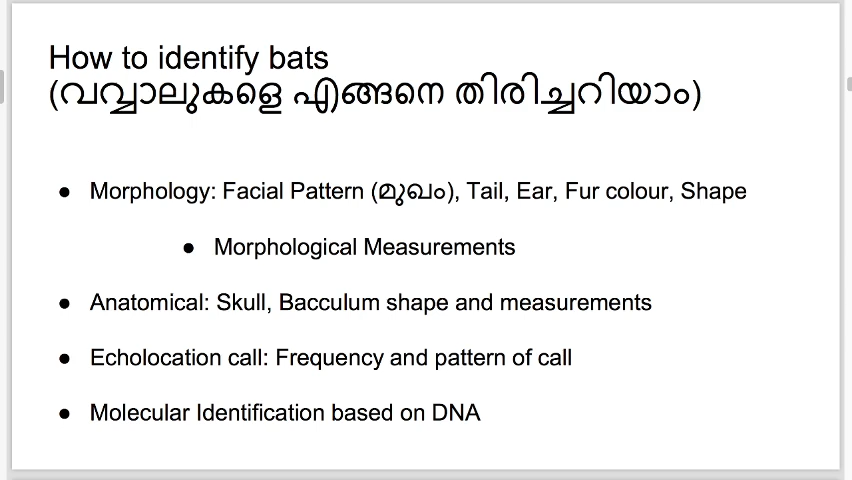 How to identify bats
(വവ്വാലുകളെ എങ്ങനെ തിരിച്ചറിയാം)
● Morphology: Facial Pattern (മുഖം), Tail, Ear, Fur colour, Shape
● Morphological Measurements
● Anatomical: Skull, Bacculum shape and measurements
● Echolocation call: Frequency and pattern of call
● Molecular Identification based on DNA